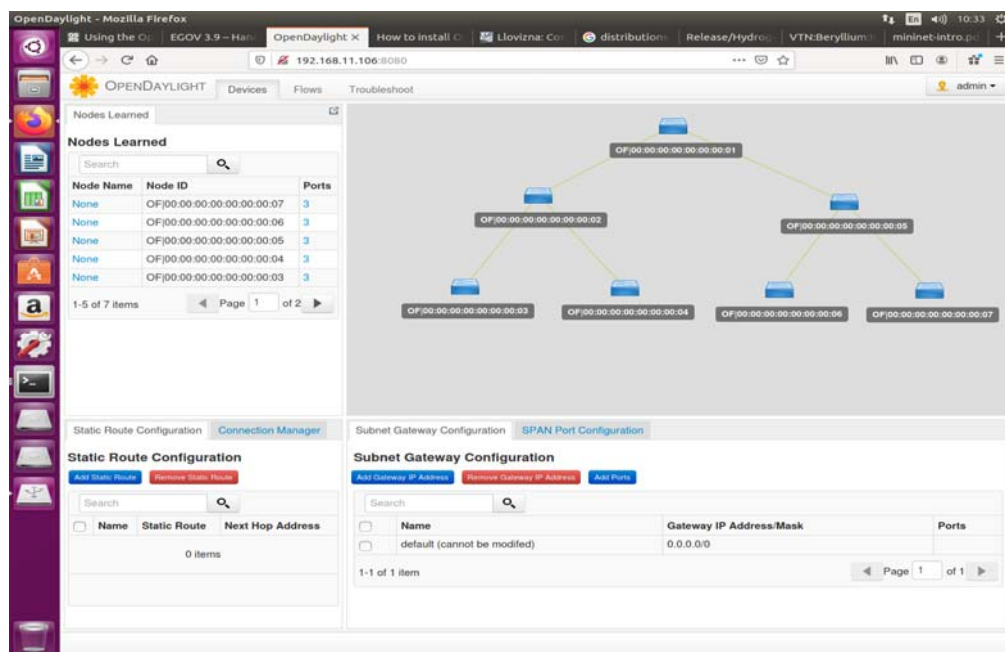 OpenDaylight - Mozilla Firefox
En 10:33
Using the Op
EGOV 3.9 – Han
OpenDaylight ×
How to install O
Llovizna: Co
distribution
Release/Hydrog
VTN:Beryllium
mininet-intro.pd
192.168.11.106:8080
OPENDAYLIGHT
Devices
Flows
Troubleshoot
admin
Nodes Learned
Nodes Learned
Search
Node Name Node ID Ports
None OF|00:00:00:00:00:00:00:07 3
None OF|00:00:00:00:00:00:00:06 3
None OF|00:00:00:00:00:00:00:05 3
None OF|00:00:00:00:00:00:00:04 3
None OF|00:00:00:00:00:00:00:03 3
1-5 of 7 items Page 1 of 2
OF|00:00:00:00:00:00:00:01
OF|00:00:00:00:00:00:00:02
OF|00:00:00:00:00:00:00:05
OF|00:00:00:00:00:00:00:03
OF|00:00:00:00:00:00:00:04
OF|00:00:00:00:00:00:00:06
OF|00:00:00:00:00:00:00:07
Static Route Configuration Connection Manager
Static Route Configuration
Add Static Route Remove Static Route
Search
Name Static Route Next Hop Address
0 items
Subnet Gateway Configuration SPAN Port Configuration
Subnet Gateway Configuration
Add Gateway IP Address Remove Gateway IP Address Add Ports
Search
Name Gateway IP Address/Mask Ports
default (cannot be modifed) 0.0.0.0/0
1-1 of 1 item Page 1 of 1